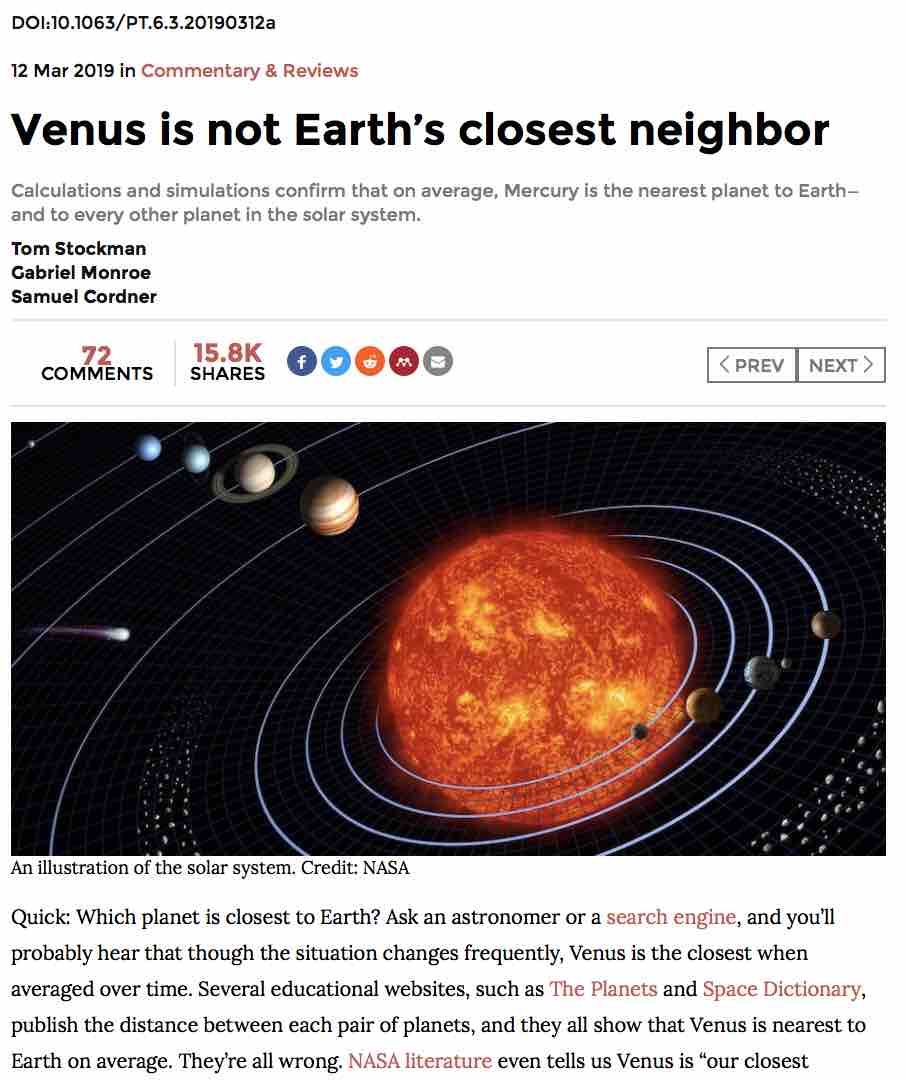 DOI:10.1063/PT.6.3.20190312a
12 Mar 2019 in Commentary & Reviews
Venus is not Earth’s closest neighbor
Calculations and simulations confirm that on average, Mercury is the nearest planet to Earth—
and to every other planet in the solar system.
Tom Stockman
Gabriel Monroe
Samuel Cordner
72
COMMENTS
15.8K
SHARES
PREV
NEXT
An illustration of the solar system. Credit: NASA
Quick: Which planet is closest to Earth? Ask an astronomer or a search engine, and you’ll
probably hear that though the situation changes frequently, Venus is the closest when
averaged over time. Several educational websites, such as The Planets and Space Dictionary,
publish the distance between each pair of planets, and they all show that Venus is nearest to
Earth on average. They’re all wrong. NASA literature even tells us Venus is “our closest